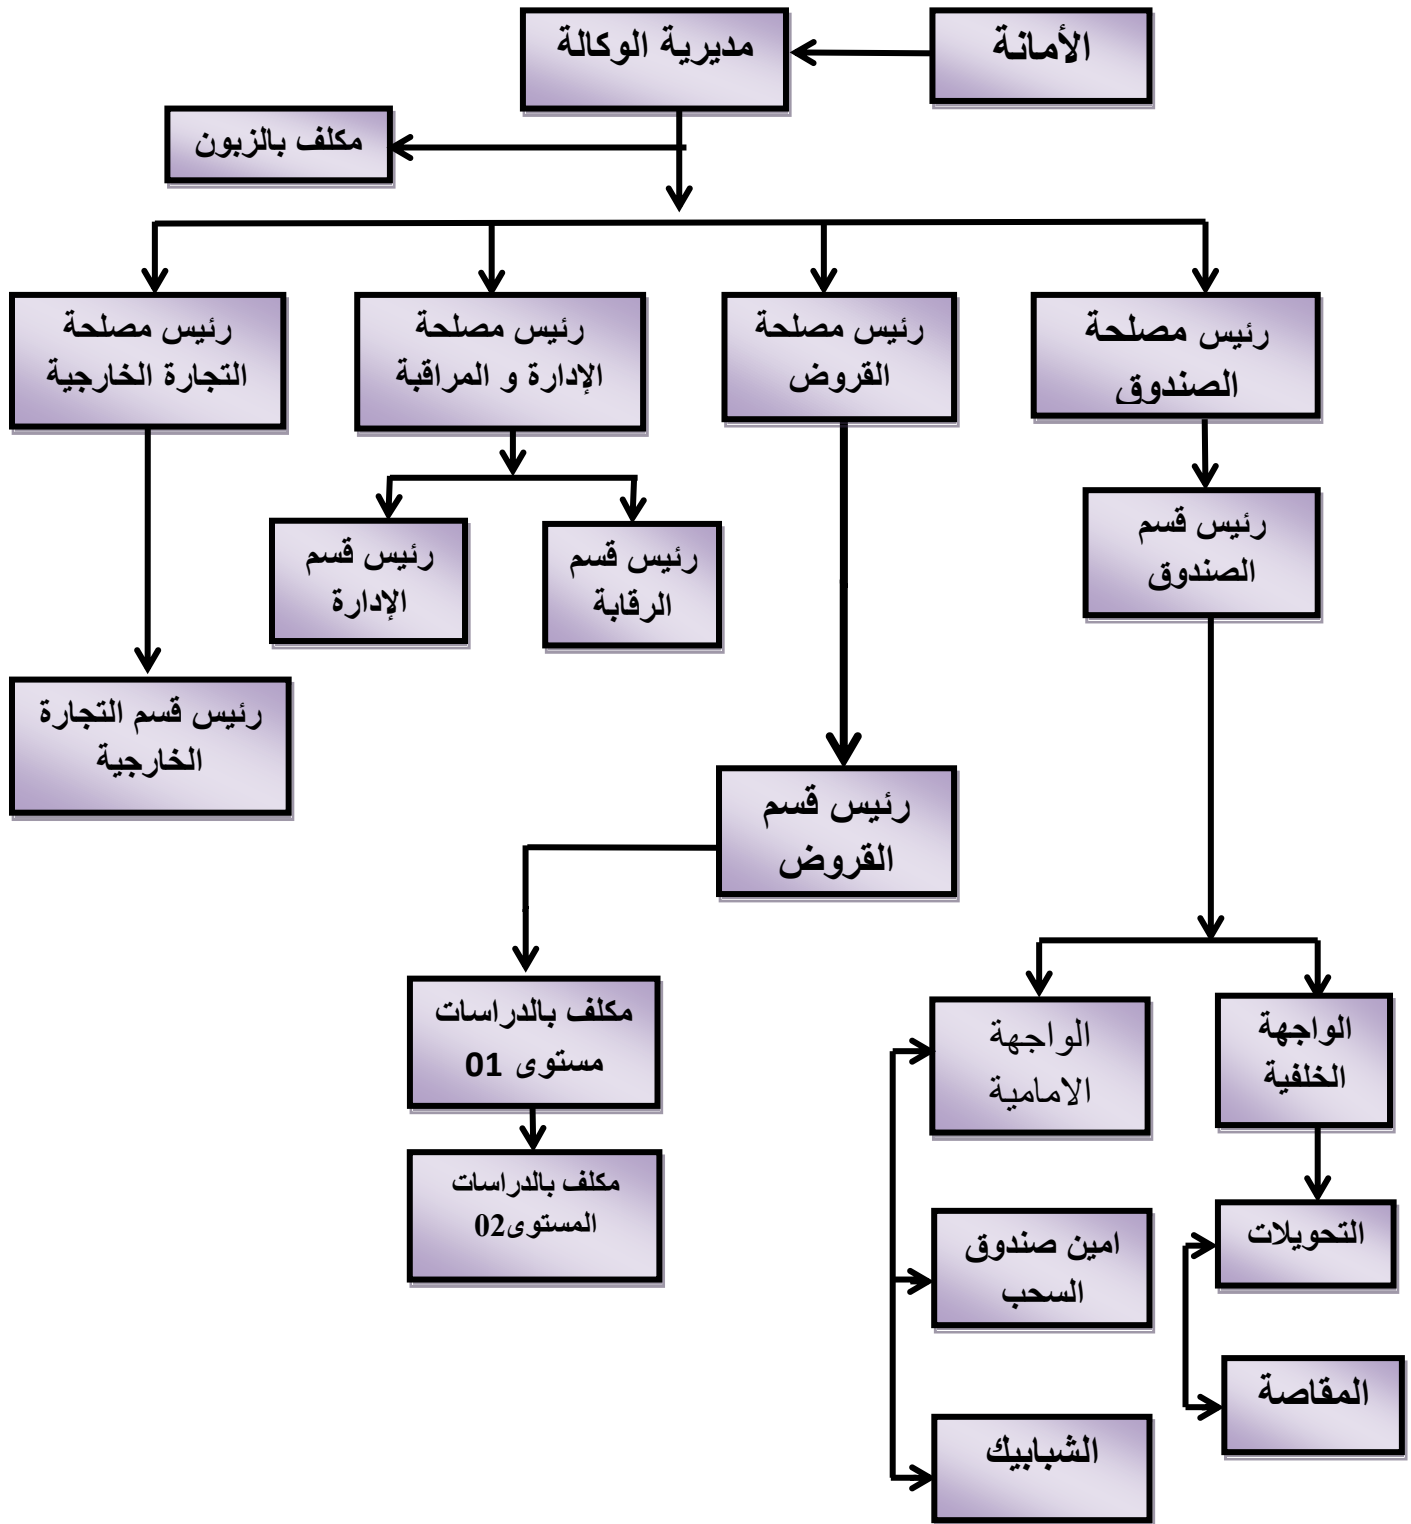 الأمانة
مديرية الوكالة
مكلف بالزبون
رئيس مصلحة
الصندوق
رئيس مصلحة
القروض
رئيس مصلحة
الإدارة و المراقبة
رئيس مصلحة
التجارة الخارجية
رئيس قسم
الصندوق
رئيس قسم
الرقابة
رئيس قسم
الإدارة
رئيس قسم التجارة
الخارجية
رئيس قسم
القروض
مكلف بالدراسات
مستوى 01
مكلف بالدراسات
المستوى02
الواجهة
الخلفية
الواجهة
الامامية
التحويلات
امين صندوق
السحب
المقاصة
الشبابيك